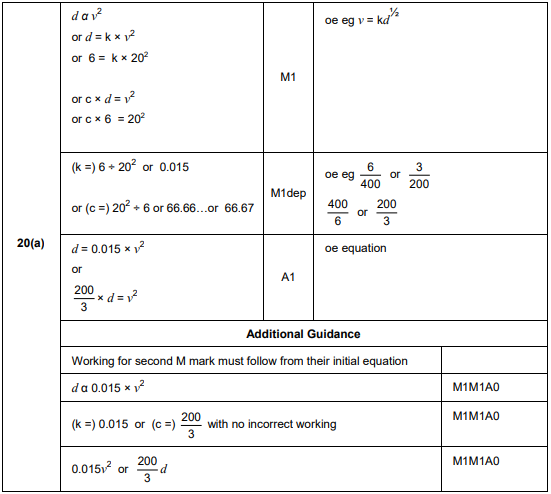 d α v²
or d = k × v²
or 6 = k × 20²
or c × d = v²
or c × 6 = 20²
M1
oe eg v = kd^½
20(a)
(k =) 6 ÷ 20² or 0.015
or (c =) 20² ÷ 6 or 66.66…or 66.67
M1dep
oe eg 6/400 or 3/200
400/6 or 200/3
d = 0.015 × v²
or
200/3 × d = v²
A1
oe equation
Additional Guidance
Working for second M mark must follow from their initial equation
d α 0.015 × v²
M1M1A0
(k =) 0.015 or (c =) 200/3 with no incorrect working
M1M1A0
0.015v² or 200/3 d
M1M1A0